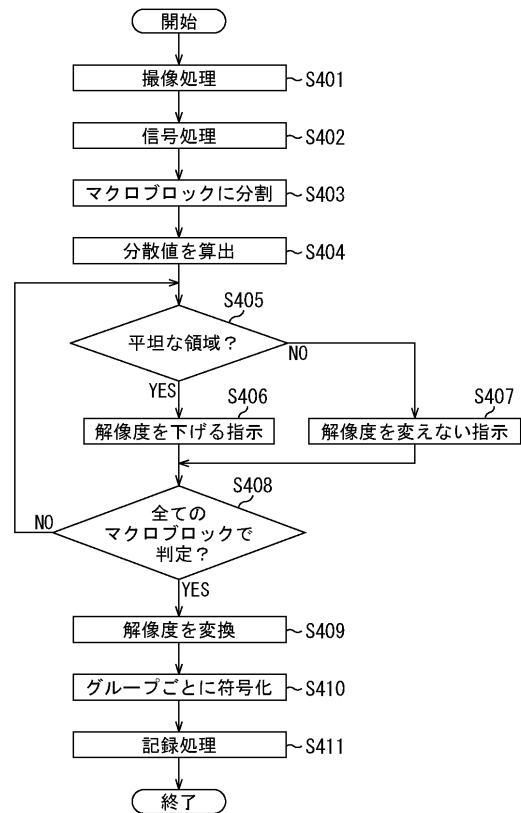 開始
撮像処理 S401
信号処理 S402
マクロブロックに分割 S403
分散値を算出 S404
S405
平坦な領域？
NO
YES
S406
S407
解像度を下げる指示
解像度を変えない指示
S408
全ての
マクロブロックで
判定？
NO
YES
解像度を変換 S409
グループごとに符号化 S410
記録処理 S411
終了